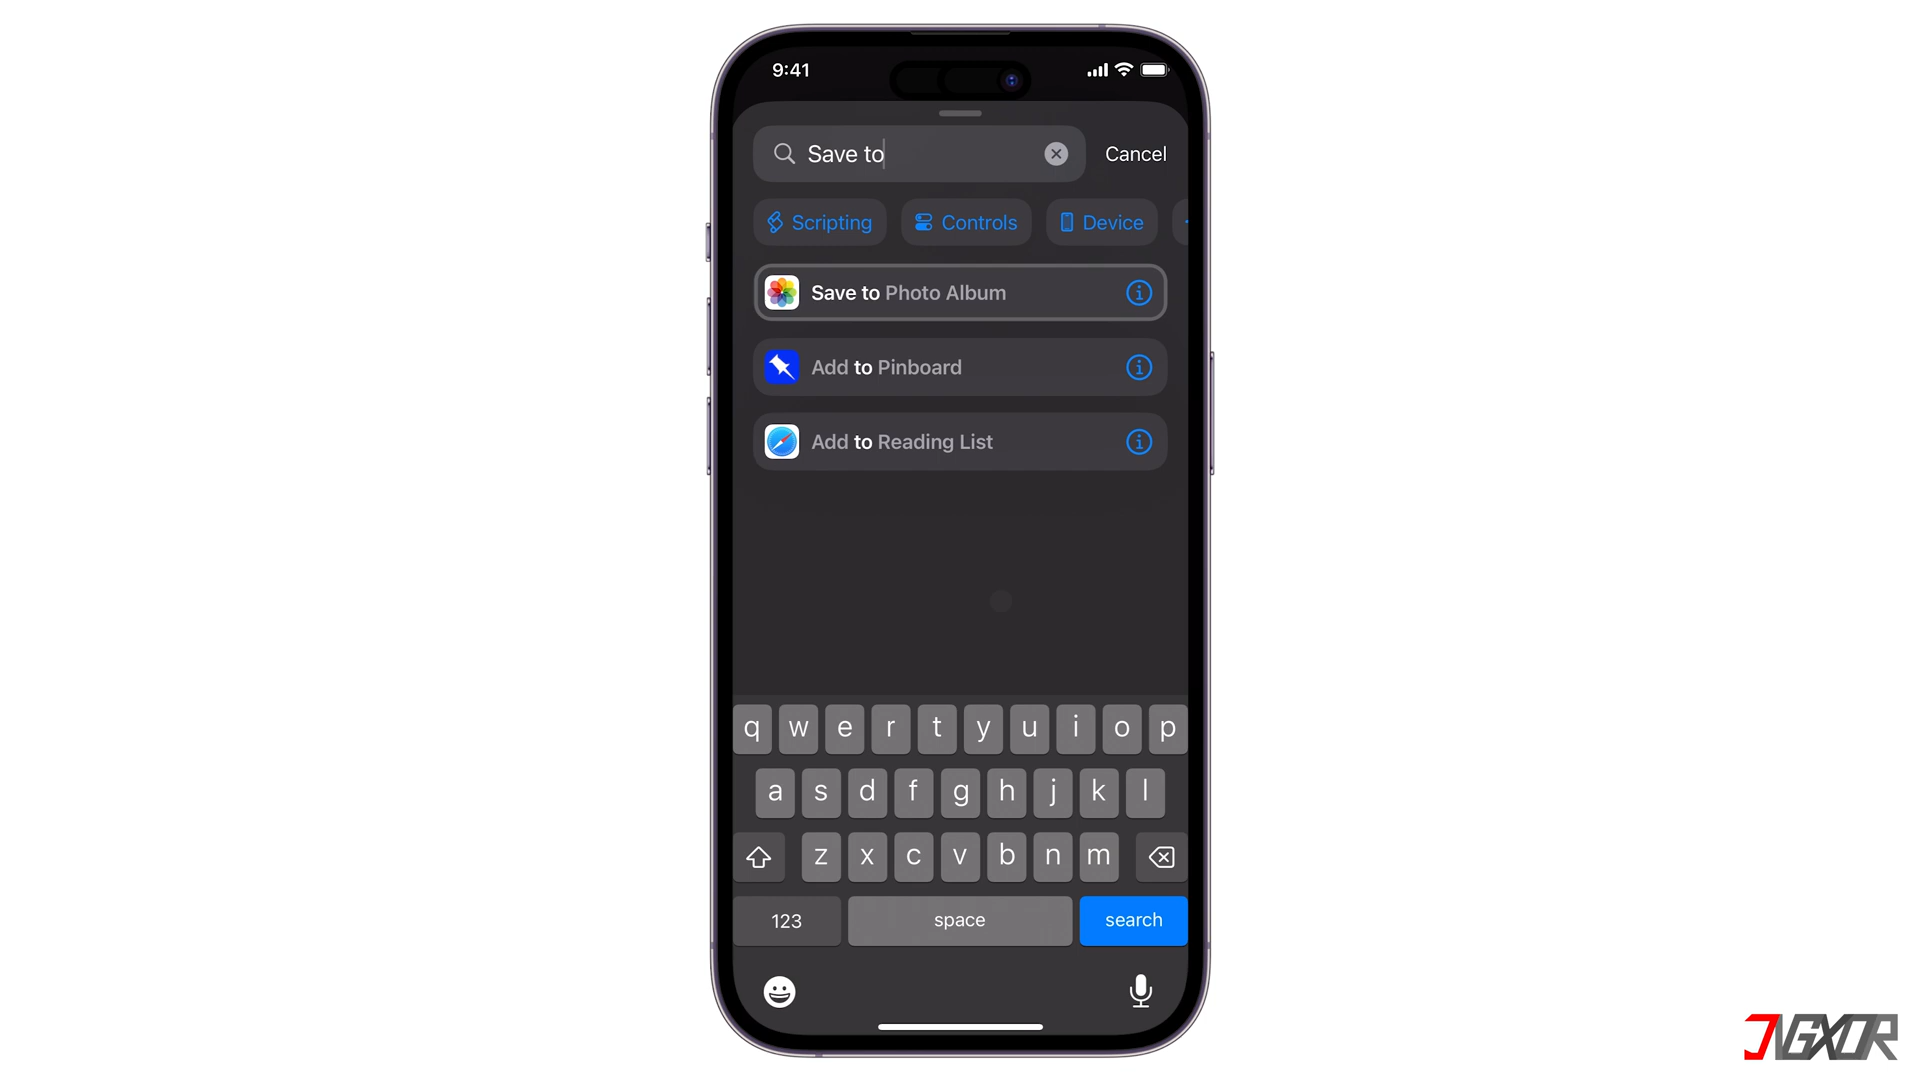 9:41
Save to
Cancel
Scripting
Controls
Device
Save to Photo Album
Add to Pinboard
Add to Reading List
q w e r t y u i o p
a s d f g h j k l
z x c v b n m
123
space
search
JVGXOR